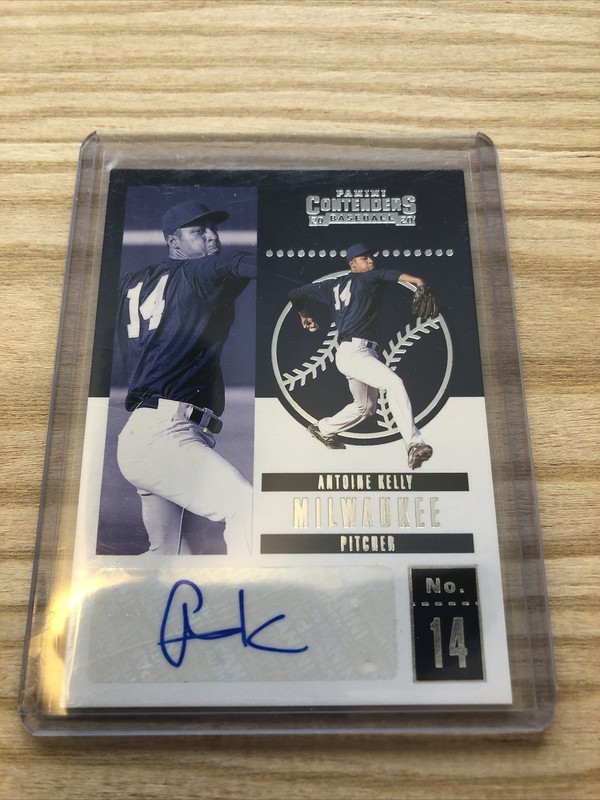 PANINI
CONTENDERS
20 BASEBALL 20
14
14
ANTOINE KELLY
MILWAUKEE
PITCHER
No.
14